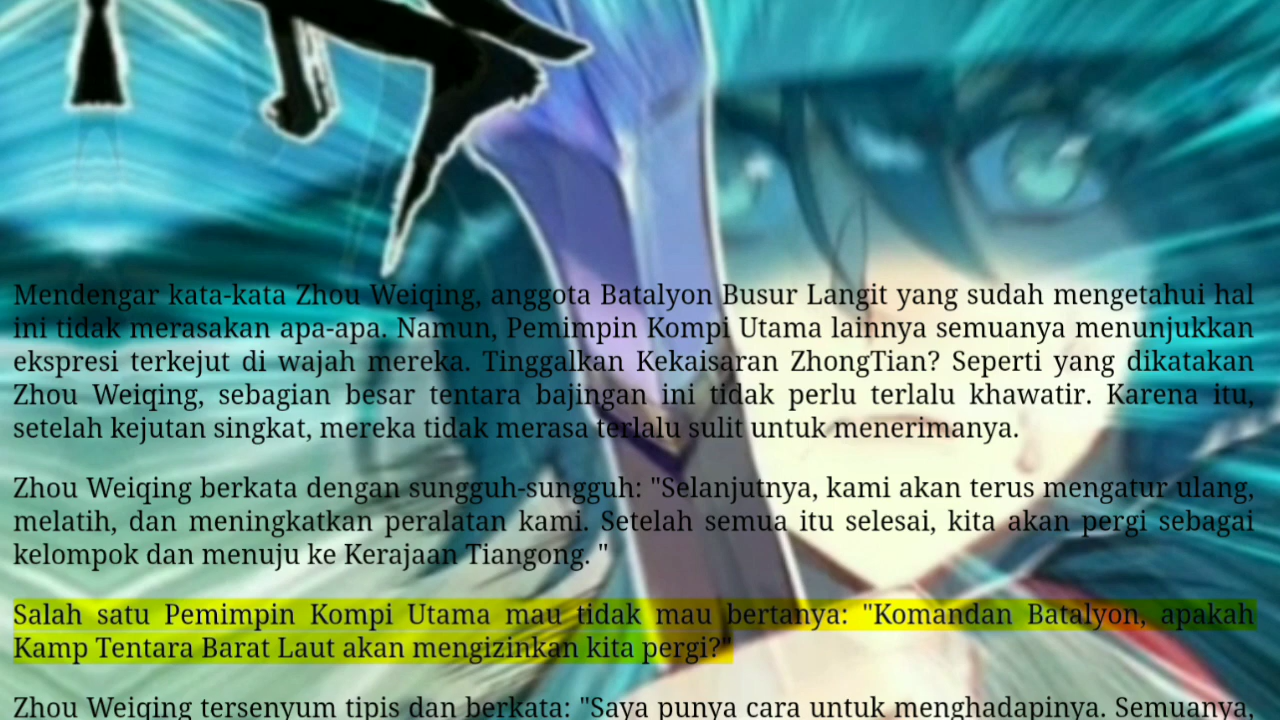 Mendengar kata-kata Zhou Weiqing, anggota Batalyon Busur Langit yang sudah mengetahui hal
ini tidak merasakan apa-apa. Namun, Pemimpin Kompi Utama lainnya semuanya menunjukkan
ekspresi terkejut di wajah mereka. Tinggalkan Kekaisaran ZhongTian? Seperti yang dikatakan
Zhou Weiqing, sebagian besar tentara bajingan ini tidak perlu terlalu khawatir. Karena itu,
setelah kejutan singkat, mereka tidak merasa terlalu sulit untuk menerimanya.
Zhou Weiqing berkata dengan sungguh-sungguh: "Selanjutnya, kami akan terus mengatur ulang,
melatih, dan meningkatkan peralatan kami. Setelah semua itu selesai, kita akan pergi sebagai
kelompok dan menuju ke Kerajaan Tiangong. "
Salah satu Pemimpin Kompi Utama mau tidak mau bertanya: "Komandan Batalyon, apakah
Kamp Tentara Barat Laut akan mengizinkan kita pergi?"
Zhou Weiqing tersenyum tipis dan berkata: "Saya punya cara untuk menghadapinya. Semuanya,